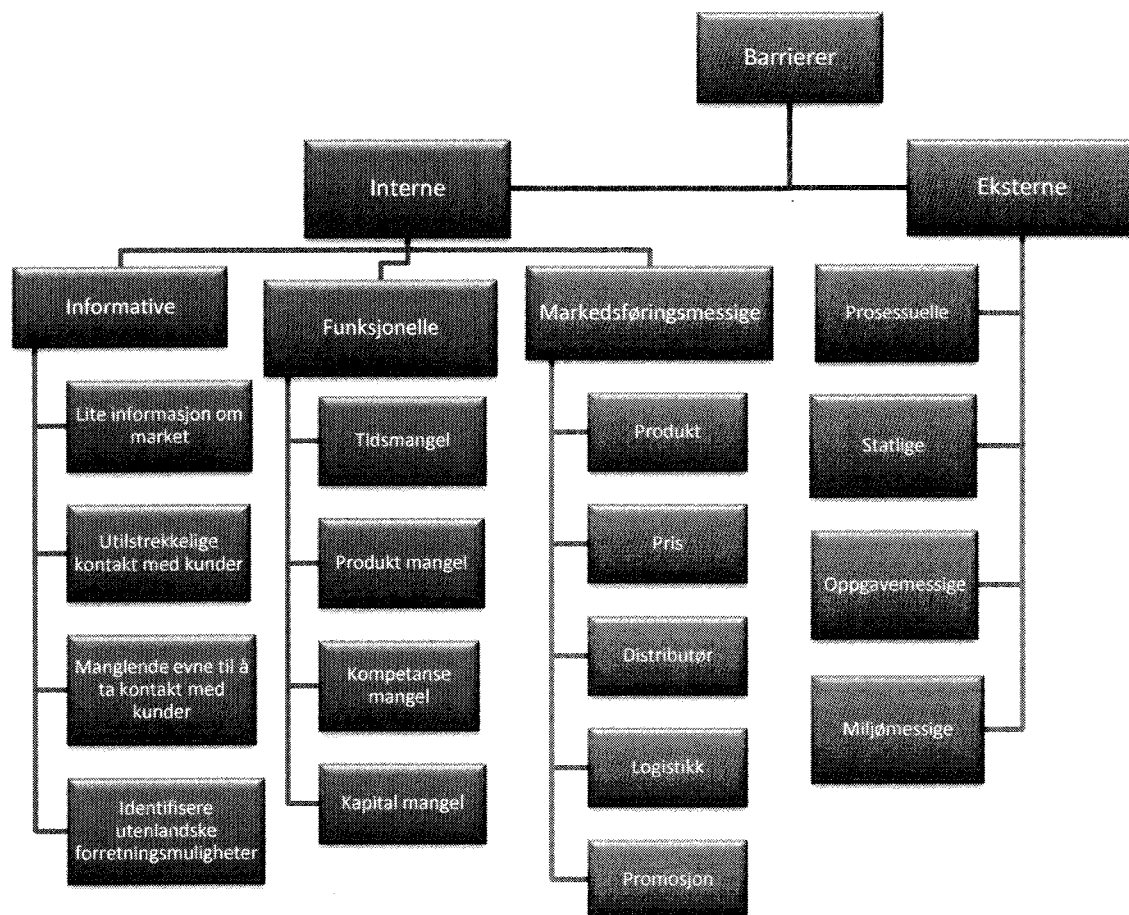 Barrierer
Interne
Eksterne
Informative
Funksjonelle
Markedsføringsmessige
Prosessuelle
Lite informasjon om
market
Utilstrekkelige
kontakt med kunder
Manglende evne til å
ta kontakt med
kunder
Identifisere
utenlandske
forretningsmuligheter
Tidsmangel
Produkt mangel
Kompetanse
mangel
Kapital mangel
Produkt
Pris
Distributør
Logistikk
Promosjon
Statlige
Oppgavemessige
Miljømessige